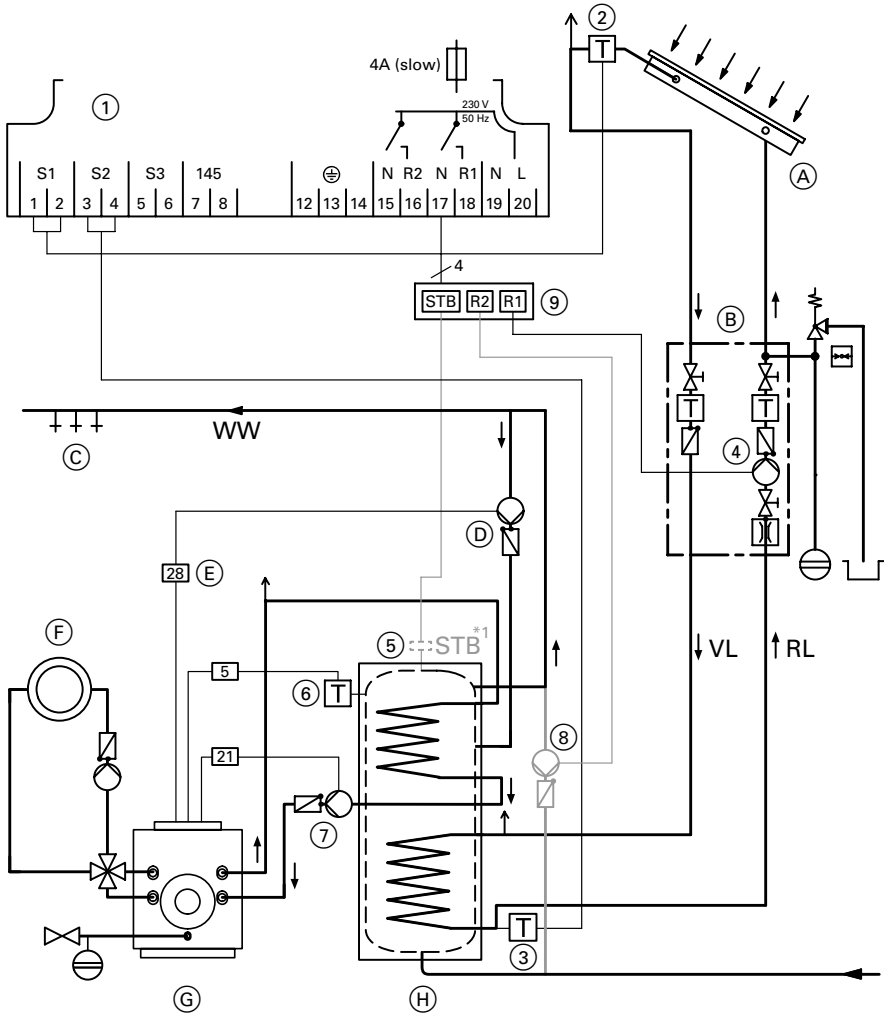 2
T
4A (slow)
1
230 V
50 Hz
A
S1 S2 S3 145 N R2 N R1 N L
1 2 3 4 5 6 7 8 12 13 14 15 16 17 18 19 20
4
STB R2 R1 9
B
WW
C
T T
4
D
28 E
F
5 STB*1
VL RL
5
6 T
8
21
7
T
3
G H